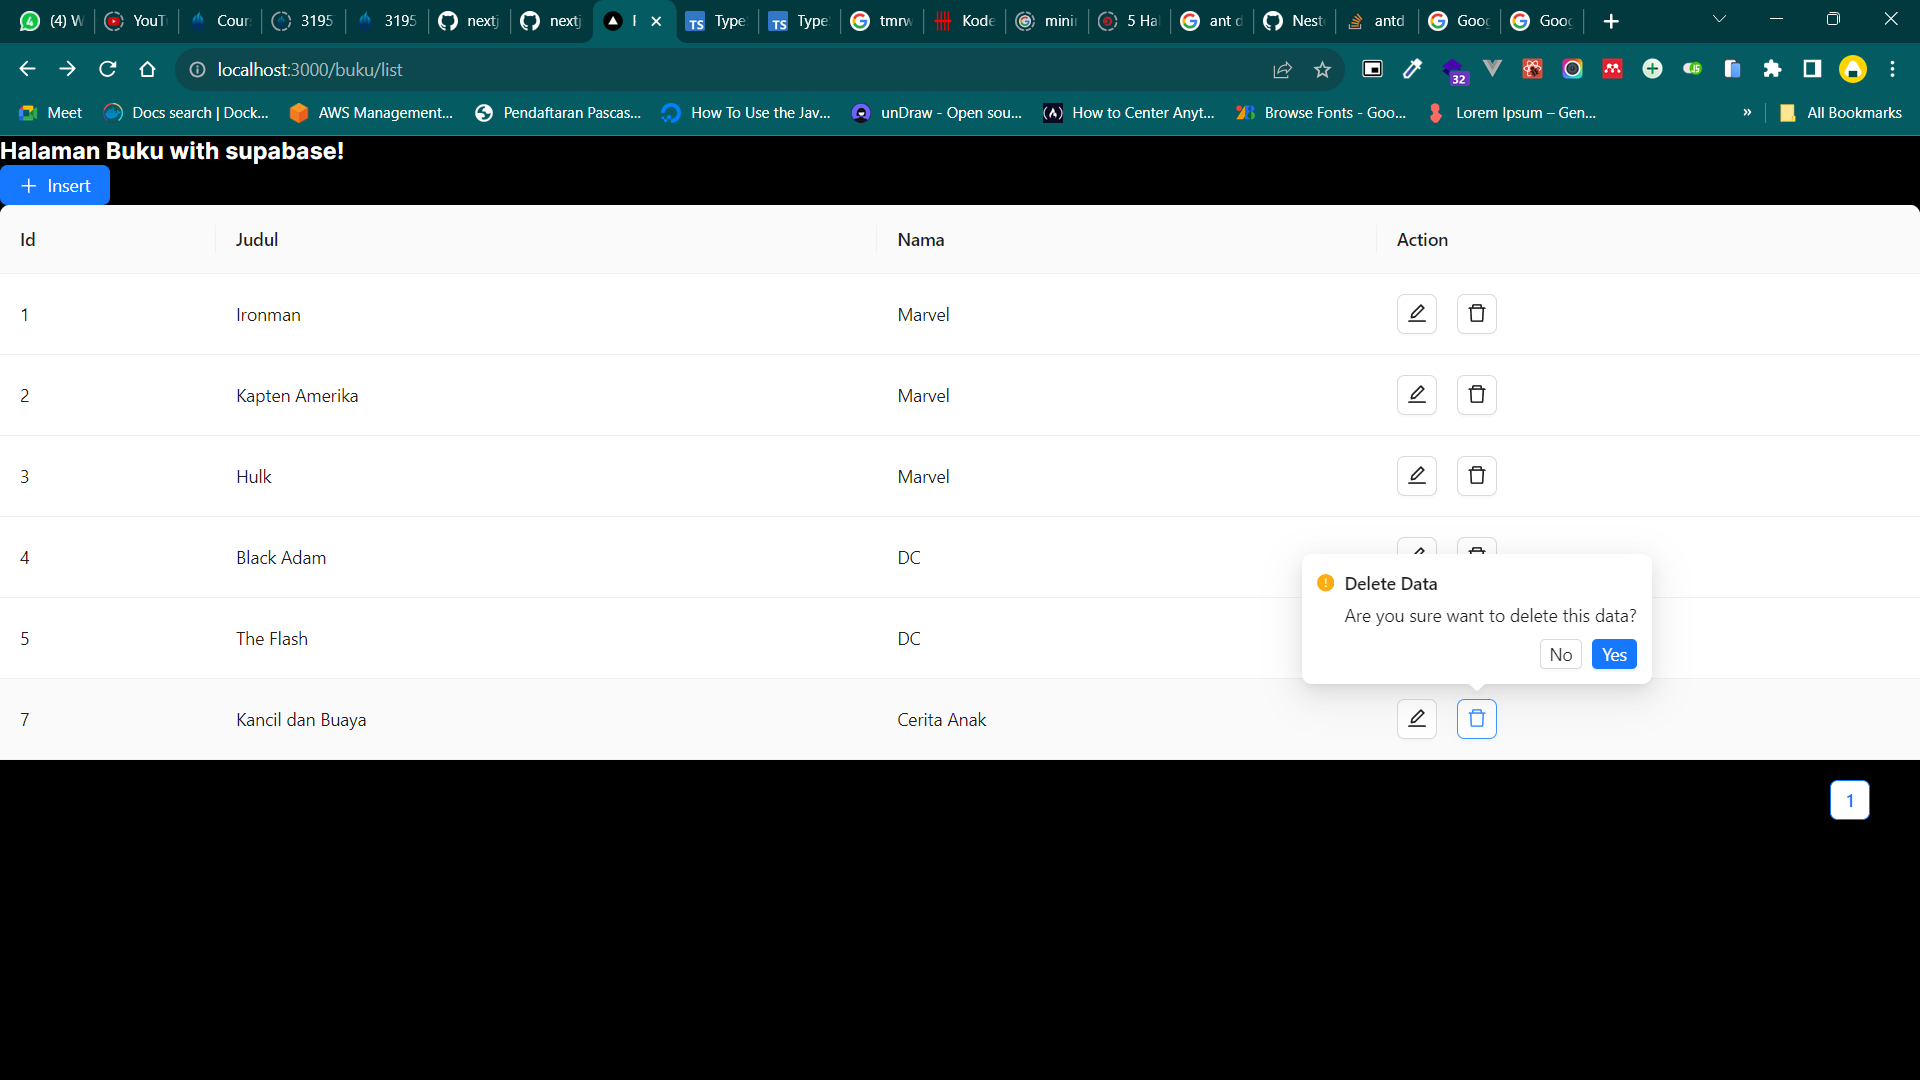 (4) W YouT Cour 3195 3195 nextj nextj Type Type tmrw Kode mini 5 Ha ant d Nest antd Goog Goog
localhost:3000/buku/list
32
Meet Docs search | Dock... AWS Management... Pendaftaran Pascas... How To Use the Jav... unDraw - Open sou... How to Center Anyt... Browse Fonts - Goo... Lorem Ipsum – Gen... » All Bookmarks
Halaman Buku with supabase!
+ Insert
Id Judul Nama Action
1 Ironman Marvel
2 Kapten Amerika Marvel
3 Hulk Marvel
4 Black Adam DC
5 The Flash DC
Delete Data
Are you sure want to delete this data?
No Yes
7 Kancil dan Buaya Cerita Anak
1